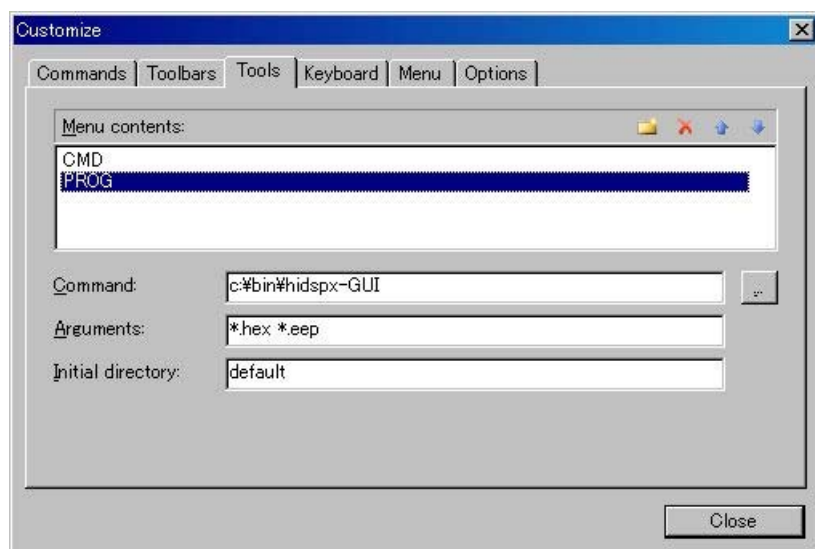 Customize
Commands Toolbars Tools Keyboard Menu Options
Menu contents:
CMD
PROG
Command: c:¥bin¥hidspx-GUI ...
Arguments: *.hex *.eep
Initial directory: default
Close